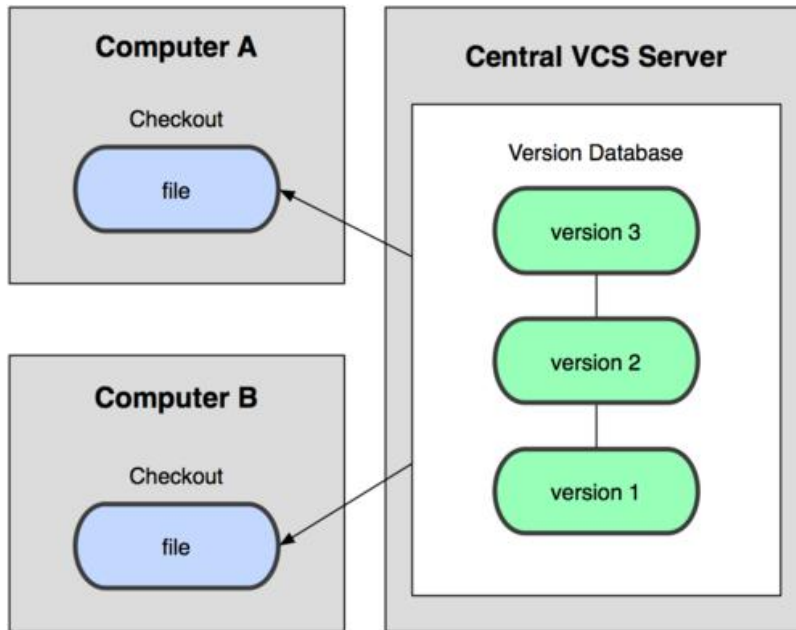 Computer A
Checkout
file
Computer B
Checkout
file
Central VCS Server
Version Database
version 3
version 2
version 1